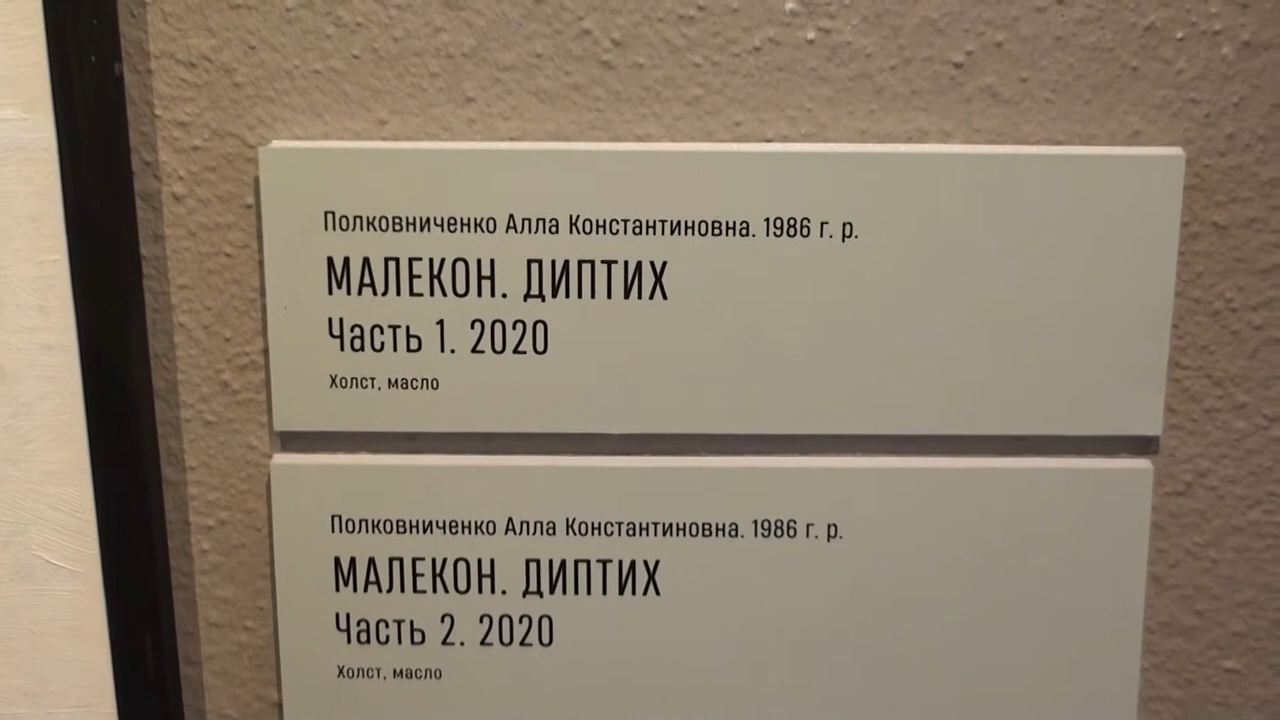 Полковниченко Алла Константиновна. 1986 г. р.
МАЛЕКОН. ДИПТИХ
Часть 1. 2020
Холст, масло
Полковниченко Алла Константиновна. 1986 г. р.
МАЛЕКОН. ДИПТИХ
Часть 2. 2020
Холст, масло